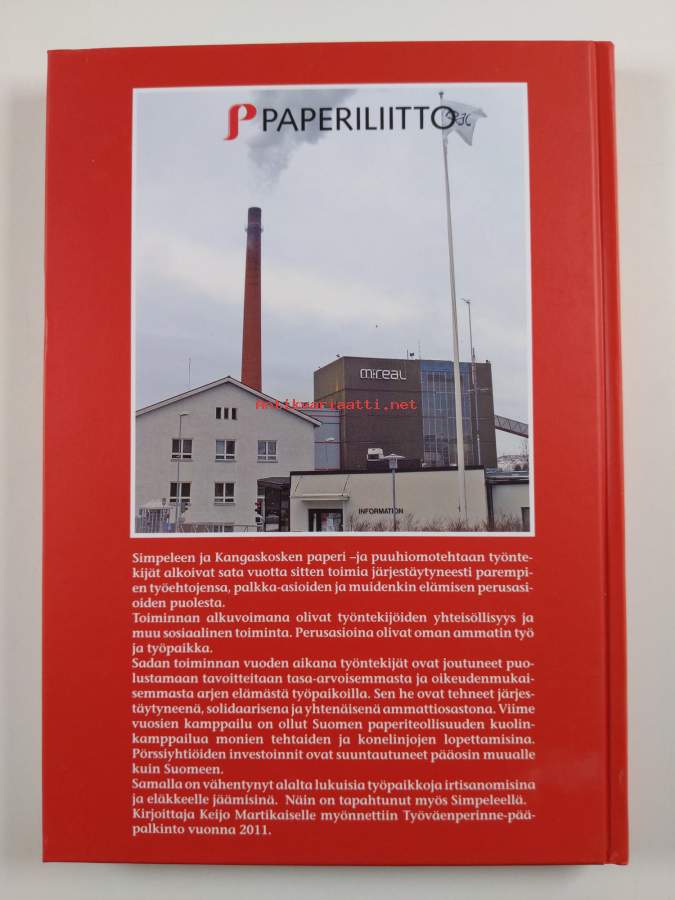 PAPERILIITTO
m-real
antikvariaatti.net
INFORMATION
Simpeleen ja Kangaskosken paperi –ja puuhiomotehtaan työnte-
kijät alkoivat sata vuotta sitten toimia järjestäytyneesti parempi-
en työehtojensa, palkka-asioiden ja muidenkin elämisen perusasi-
oiden puolesta.
Toiminnan alkuvoimana olivat työntekijöiden yhteisöllisyys ja
muu sosiaalinen toiminta. Perusasioina olivat oman ammatin työ
ja työpaikka.
Sadan toiminnan vuoden aikana työntekijät ovat joutuneet puo-
lustamaan tavoitteitaan tasa-arvoisemmasta ja oikeudenmukai-
semmasta arjen elämästä työpaikoilla. Sen he ovat tehneet järjes-
täytyneenä, solidaarisena ja yhtenäisenä ammattiosastona. Viime
vuosien kamppailu on ollut Suomen paperiteollisuuden kuolin-
kamppailua monien tehtaiden ja konelinjojen lopettamisina.
Pörssiyhtiöiden investoinnit ovat suuntautuneet pääosin muualle
kuin Suomeen.
Samalla on vähentynyt alalta lukuisia työpaikkoja irtisanomisina
ja eläkkeelle jäämisinä. Näin on tapahtunut myös Simpeleellä.
Kirjoittaja Keijo Martikaiselle myönnettiin Työväenperinne-pää-
palkinto vuonna 2011.